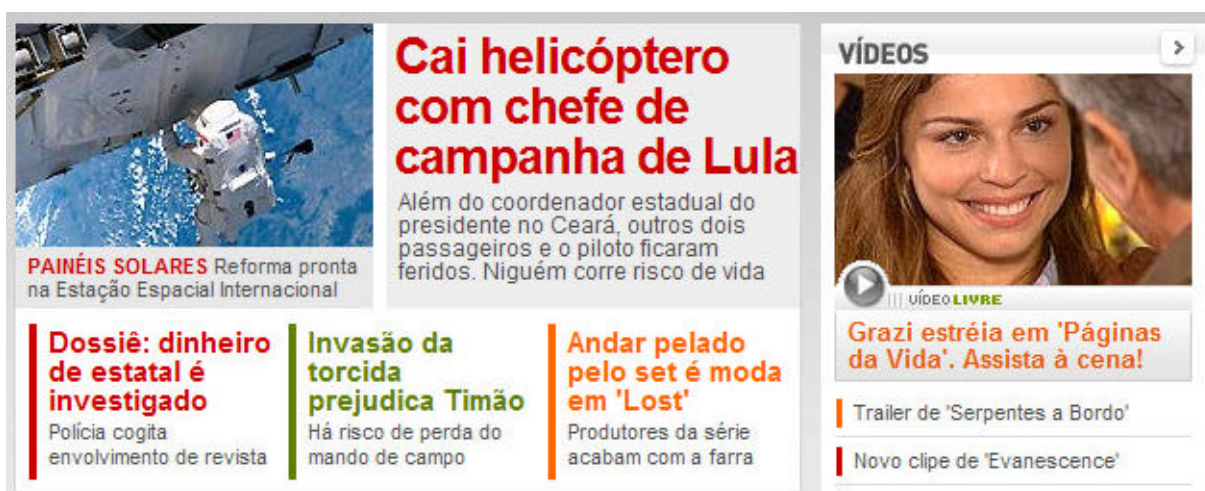 Cai helicóptero
com chefe de
campanha de Lula
Além do coordenador estadual do
presidente no Ceará, outros dois
passageiros e o piloto ficaram
feridos. Niguém corre risco de vida
PAINÉIS SOLARES Reforma pronta
na Estação Espacial Internacional
Dossiê: dinheiro
de estatal é
investigado
Polícia cogita
envolvimento de revista
Invasão da
torcida
prejudica Timão
Há risco de perda do
mando de campo
Andar pelado
pelo set é moda
em 'Lost'
Produtores da série
acabam com a farra
VÍDEOS
VÍDEOLIVRE
Grazi estréia em 'Páginas
da Vida'. Assista à cena!
Trailer de 'Serpentes a Bordo'
Novo clipe de 'Evanescence'